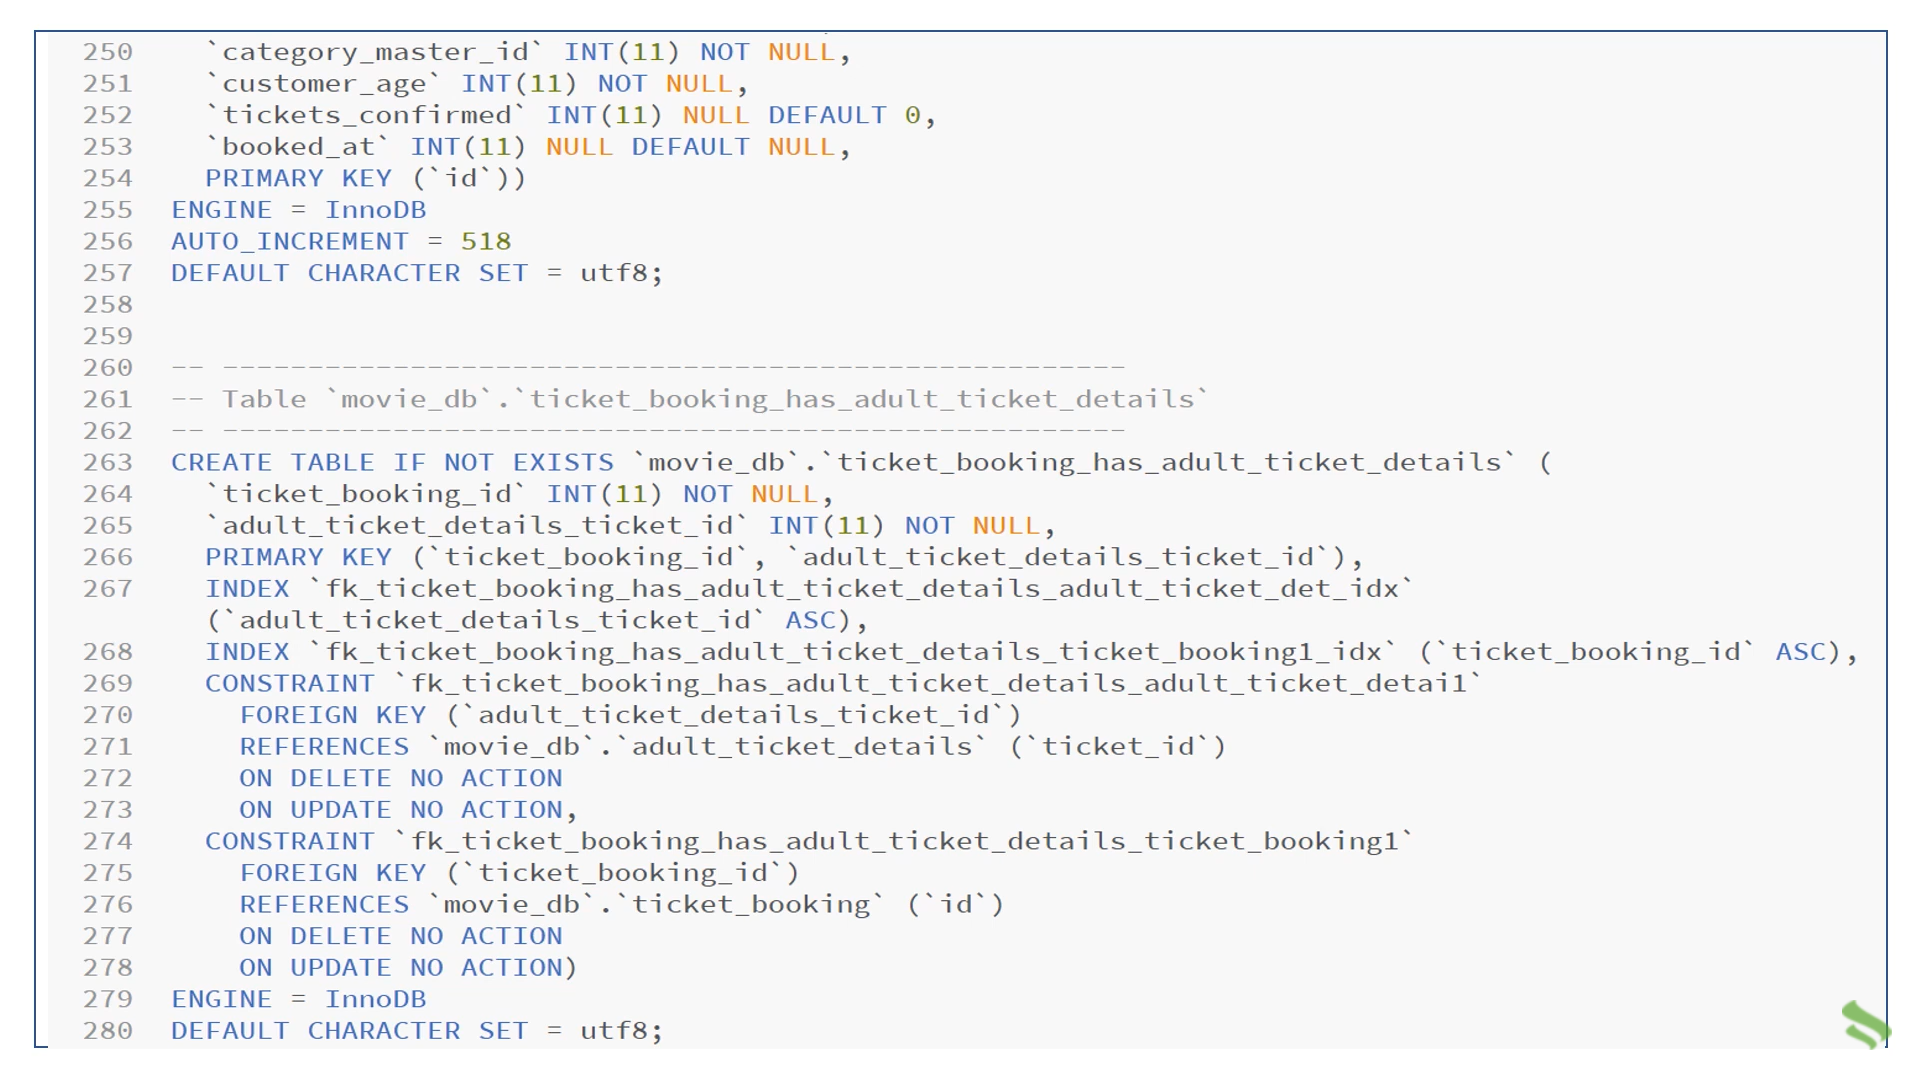 250 `category_master_id` INT(11) NOT NULL,
251 `customer_age` INT(11) NOT NULL,
252 `tickets_confirmed` INT(11) NULL DEFAULT 0,
253 `booked_at` INT(11) NULL DEFAULT NULL,
254 PRIMARY KEY (`id`))
255 ENGINE = InnoDB
256 AUTO_INCREMENT = 518
257 DEFAULT CHARACTER SET = utf8;
258
259
260 -- -----------------------------------------------------
261 -- Table `movie_db`.`ticket_booking_has_adult_ticket_details`
262 -- -----------------------------------------------------
263 CREATE TABLE IF NOT EXISTS `movie_db`.`ticket_booking_has_adult_ticket_details` (
264 `ticket_booking_id` INT(11) NOT NULL,
265 `adult_ticket_details_ticket_id` INT(11) NOT NULL,
266 PRIMARY KEY (`ticket_booking_id`, `adult_ticket_details_ticket_id`),
267 INDEX `fk_ticket_booking_has_adult_ticket_details_adult_ticket_det_idx`
(`adult_ticket_details_ticket_id` ASC),
268 INDEX `fk_ticket_booking_has_adult_ticket_details_ticket_booking1_idx` (`ticket_booking_id` ASC),
269 CONSTRAINT `fk_ticket_booking_has_adult_ticket_details_adult_ticket_detai1`
270 FOREIGN KEY (`adult_ticket_details_ticket_id`)
271 REFERENCES `movie_db`.`adult_ticket_details` (`ticket_id`)
272 ON DELETE NO ACTION
273 ON UPDATE NO ACTION,
274 CONSTRAINT `fk_ticket_booking_has_adult_ticket_details_ticket_booking1`
275 FOREIGN KEY (`ticket_booking_id`)
276 REFERENCES `movie_db`.`ticket_booking` (`id`)
277 ON DELETE NO ACTION
278 ON UPDATE NO ACTION)
279 ENGINE = InnoDB
280 DEFAULT CHARACTER SET = utf8;